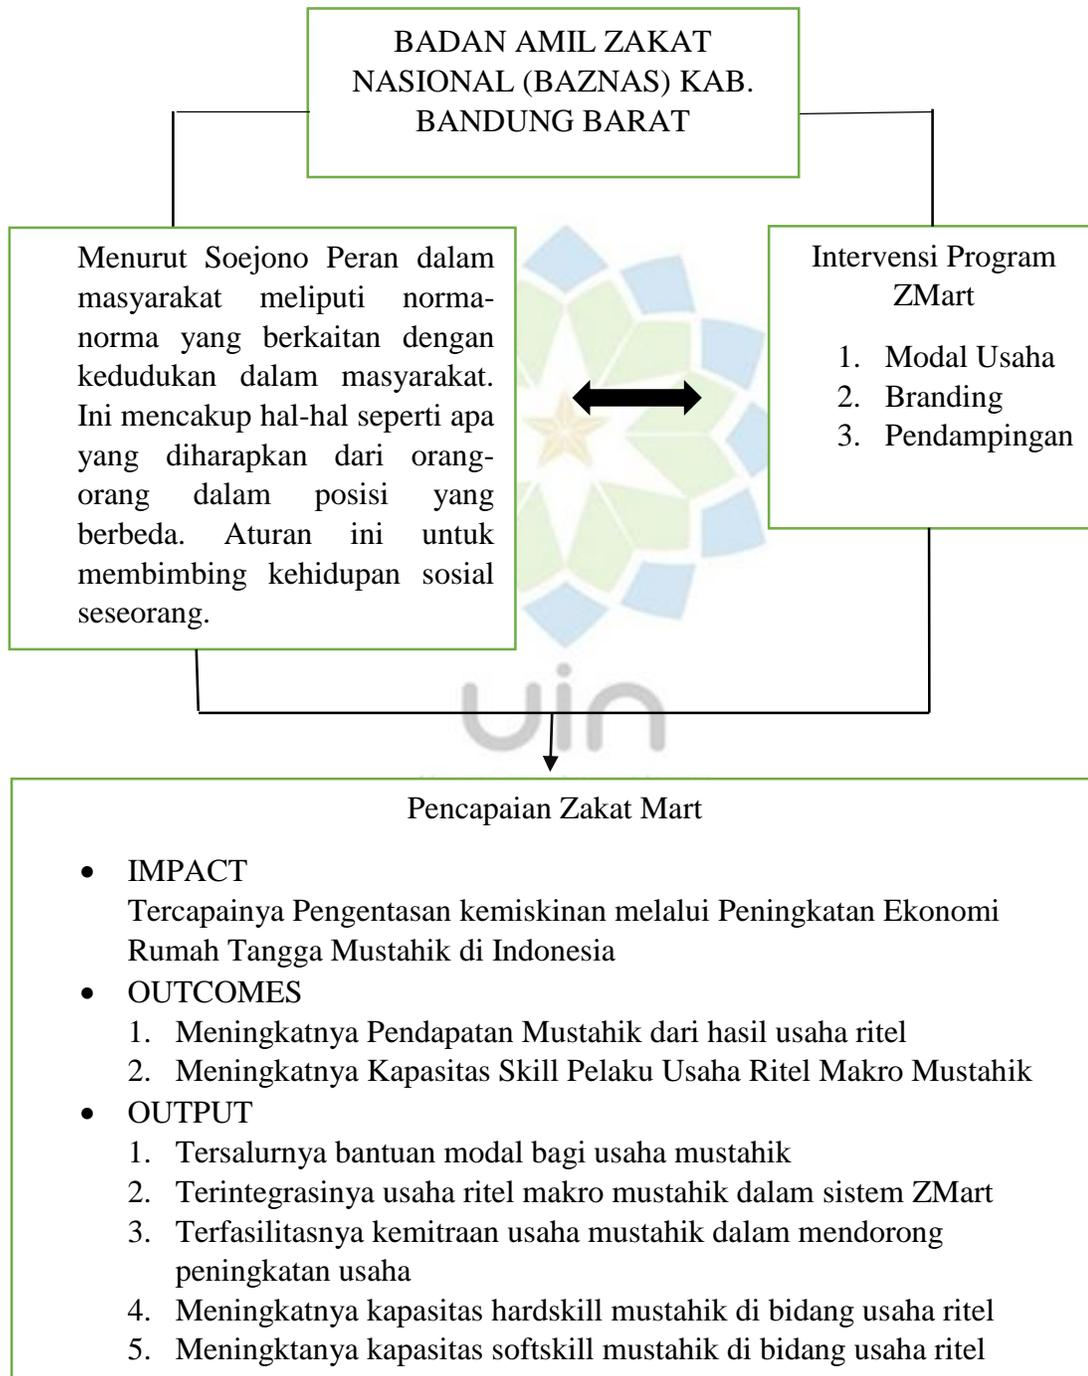 BADAN AMIL ZAKAT
NASIONAL (BAZNAS) KAB.
BANDUNG BARAT
Menurut Soejono Peran dalam
masyarakat meliputi norma-
norma yang berkaitan dengan
kedudukan dalam masyarakat.
Ini mencakup hal-hal seperti apa
yang diharapkan dari orang-
orang dalam posisi yang
berbeda. Aturan ini untuk
membimbing kehidupan sosial
seseorang.
Intervensi Program
ZMart
1. Modal Usaha
2. Branding
3. Pendampingan
uin
Pencapaian Zakat Mart
• IMPACT
Tercapainya Pengentasan kemiskinan melalui Peningkatan Ekonomi
Rumah Tangga Mustahik di Indonesia
• OUTCOMES
1. Meningkatnya Pendapatan Mustahik dari hasil usaha ritel
2. Meningkatnya Kapasitas Skill Pelaku Usaha Ritel Makro Mustahik
• OUTPUT
1. Tersalurnya bantuan modal bagi usaha mustahik
2. Terintegrasinya usaha ritel makro mustahik dalam sistem ZMart
3. Terfasilitasnya kemitraan usaha mustahik dalam mendorong
peningkatan usaha
4. Meningkatnya kapasitas hardskill mustahik di bidang usaha ritel
5. Meningktanya kapasitas softskill mustahik di bidang usaha ritel